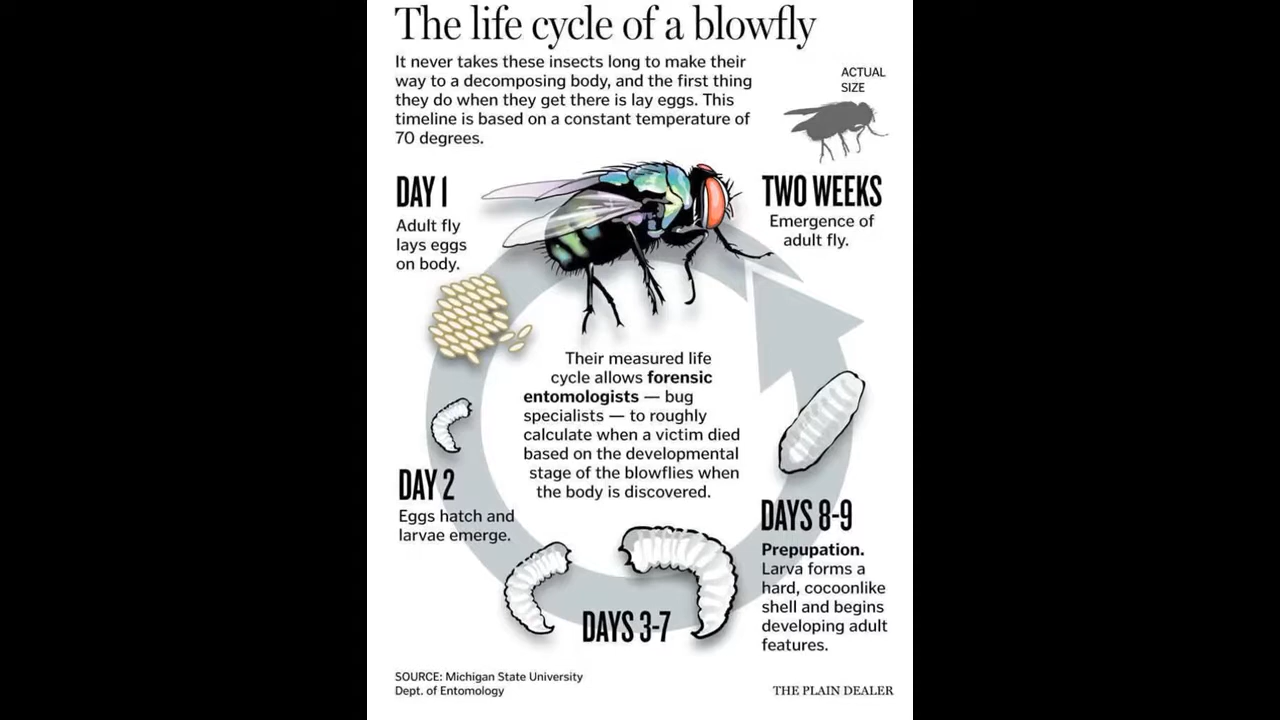 The life cycle of a blowfly
It never takes these insects long to make their
way to a decomposing body, and the first thing
they do when they get there is lay eggs. This
timeline is based on a constant temperature of
70 degrees.
ACTUAL
SIZE
DAY 1
Adult fly
lays eggs
on body.
TWO WEEKS
Emergence of
adult fly.
Their measured life
cycle allows forensic
entomologists — bug
specialists — to roughly
calculate when a victim died
based on the developmental
stage of the blowflies when
the body is discovered.
DAY 2
Eggs hatch and
larvae emerge.
DAYS 3-7
DAYS 8-9
Prepupation.
Larva forms a
hard, cocoonlike
shell and begins
developing adult
features.
SOURCE: Michigan State University
Dept. of Entomology
THE PLAIN DEALER